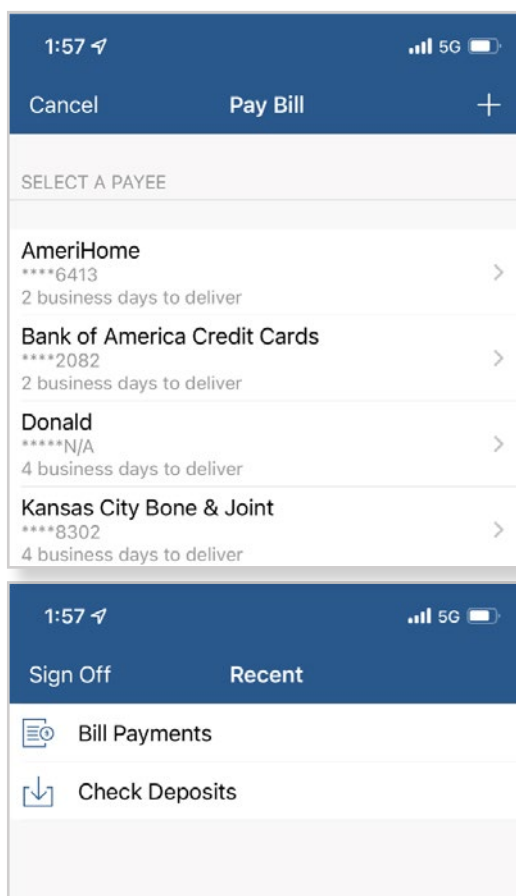 1:57 5G
Cancel Pay Bill +
SELECT A PAYEE
AmeriHome
****6413
2 business days to deliver
Bank of America Credit Cards
****2082
2 business days to deliver
Donald
*****N/A
4 business days to deliver
Kansas City Bone & Joint
****8302
4 business days to deliver
1:57 5G
Sign Off Recent
Bill Payments
Check Deposits